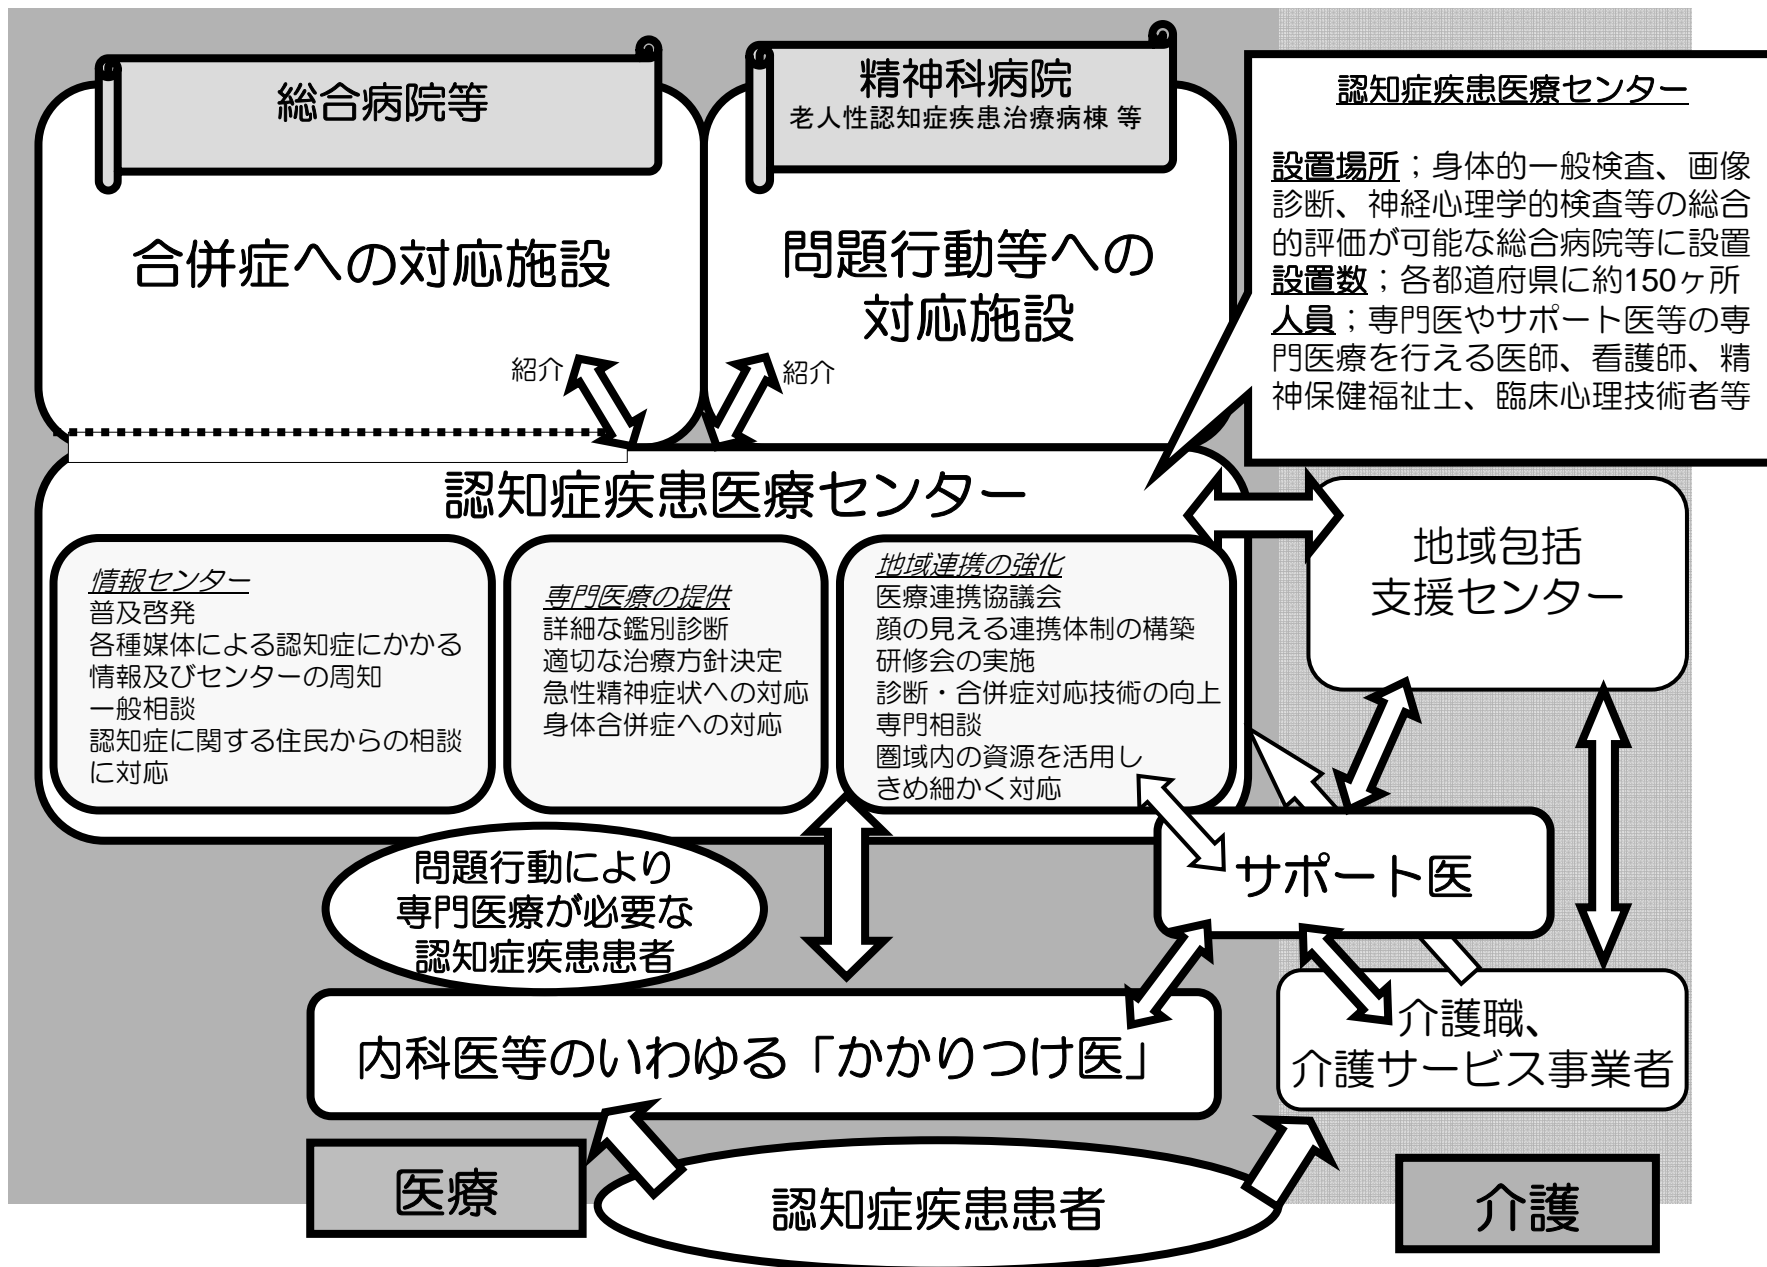 総合病院等
精神科病院
老人性認知症疾患治療病棟 等
合併症への対応施設
問題行動等への
対応施設
紹介
紹介
認知症疾患医療センター
設置場所；身体的一般検査、画像
診断、神経心理学的検査等の総合
的評価が可能な総合病院等に設置
設置数；各都道府県に約150ヶ所
人員；専門医やサポート医等の専
門医療を行える医師、看護師、精
神保健福祉士、臨床心理技術者等
認知症疾患医療センター
情報センター
普及啓発
各種媒体による認知症にかかる
情報及びセンターの周知
一般相談
認知症に関する住民からの相談
に対応
専門医療の提供
詳細な鑑別診断
適切な治療方針決定
急性精神症状への対応
身体合併症への対応
地域連携の強化
医療連携協議会
顔の見える連携体制の構築
研修会の実施
診断・合併症対応技術の向上
専門相談
圏域内の資源を活用し
きめ細かく対応
地域包括
支援センター
問題行動により
専門医療が必要な
認知症疾患患者
サポート医
内科医等のいわゆる「かかりつけ医」
介護職、
介護サービス事業者
医療
認知症疾患患者
介護